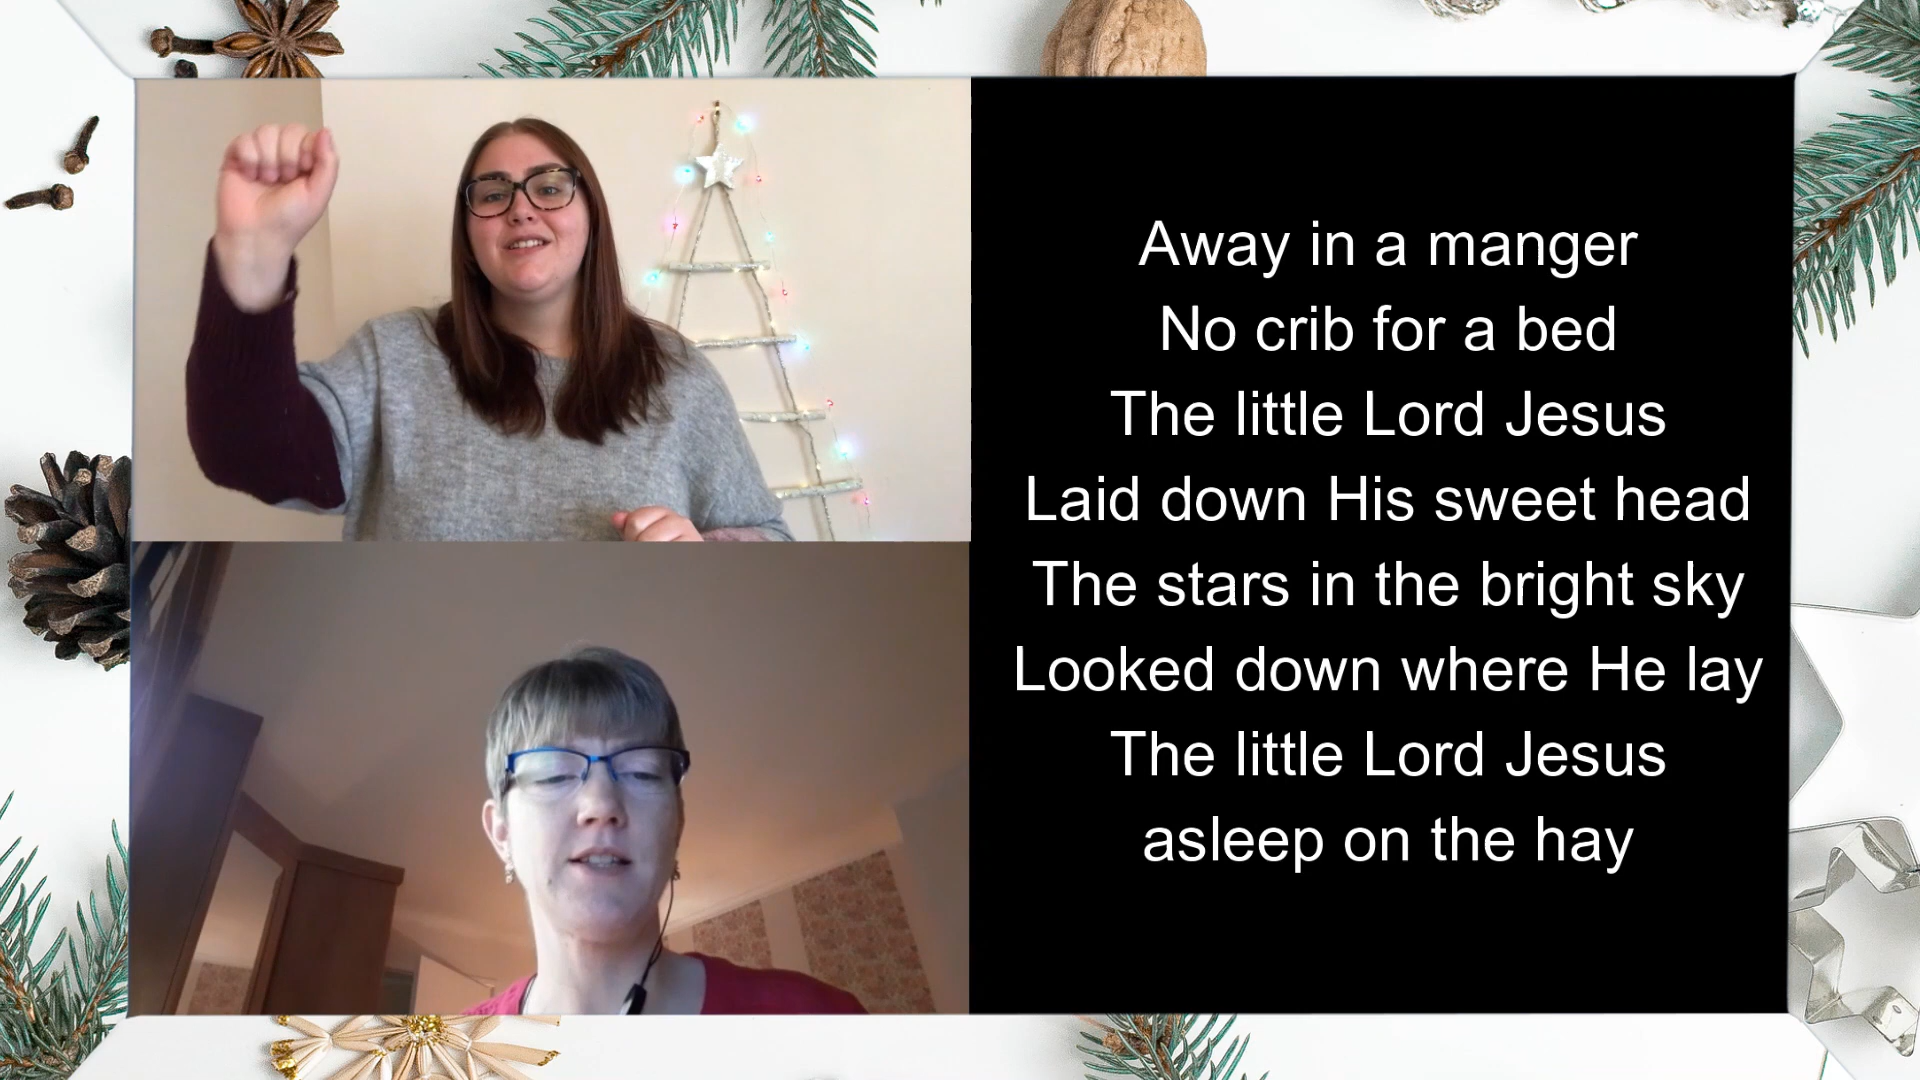 Away in a manger
No crib for a bed
The little Lord Jesus
Laid down His sweet head
The stars in the bright sky
Looked down where He lay
The little Lord Jesus
asleep on the hay